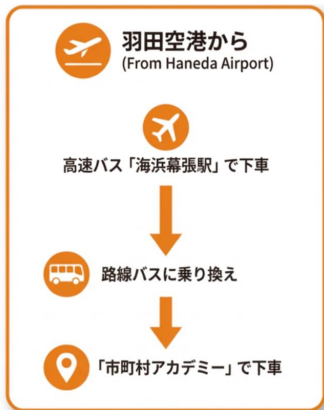 羽田空港から
(From Haneda Airport)
高速バス「海浜幕張駅」で下車
路線バスに乗り換え
「市町村アカデミー」で下車